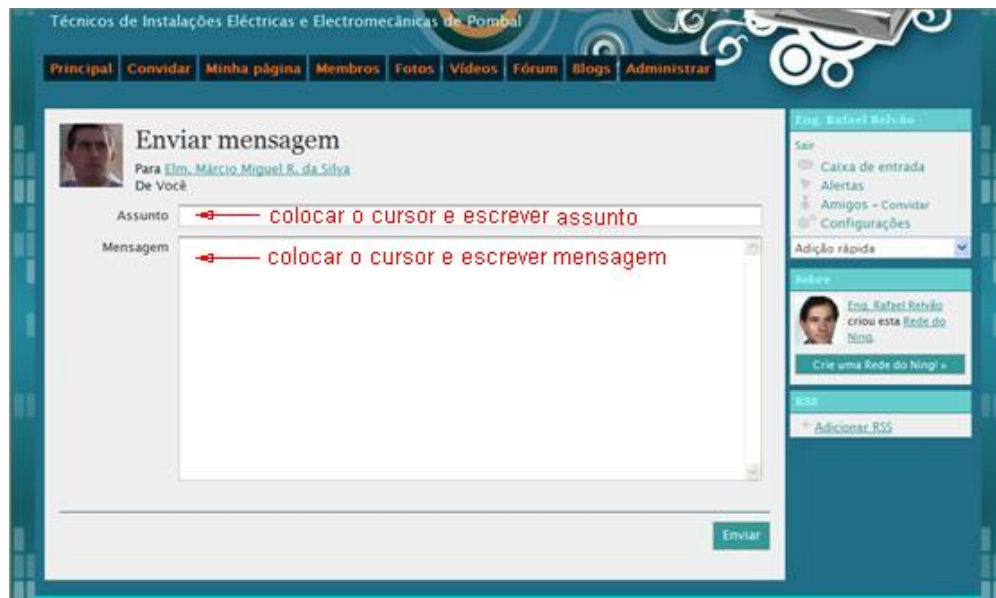 Técnicos de Instalações Eléctricas e Electromecânicas de Pombal
Principal Convidar Minha página Membros Fotos Vídeos Fórum Blogs Administrar
Enviar mensagem
Para Elm. Márcio Miguel R. da Silva
De Você
Assunto
colocar o cursor e escrever assunto
Mensagem
colocar o cursor e escrever mensagem
Enviar
Eng. Rafael Relvão
Sair
Caixa de entrada
Alertas
Amigos - Convidar
Configurações
Adição rápida
Sobre
Eng. Rafael Relvão
criou esta Rede do
Ning.
Crie uma Rede do Ning! »
RSS
Adicionar RSS